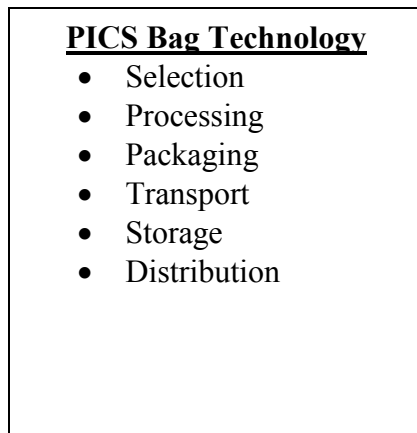 PICS Bag Technology
• Selection
• Processing
• Packaging
• Transport
• Storage
• Distribution